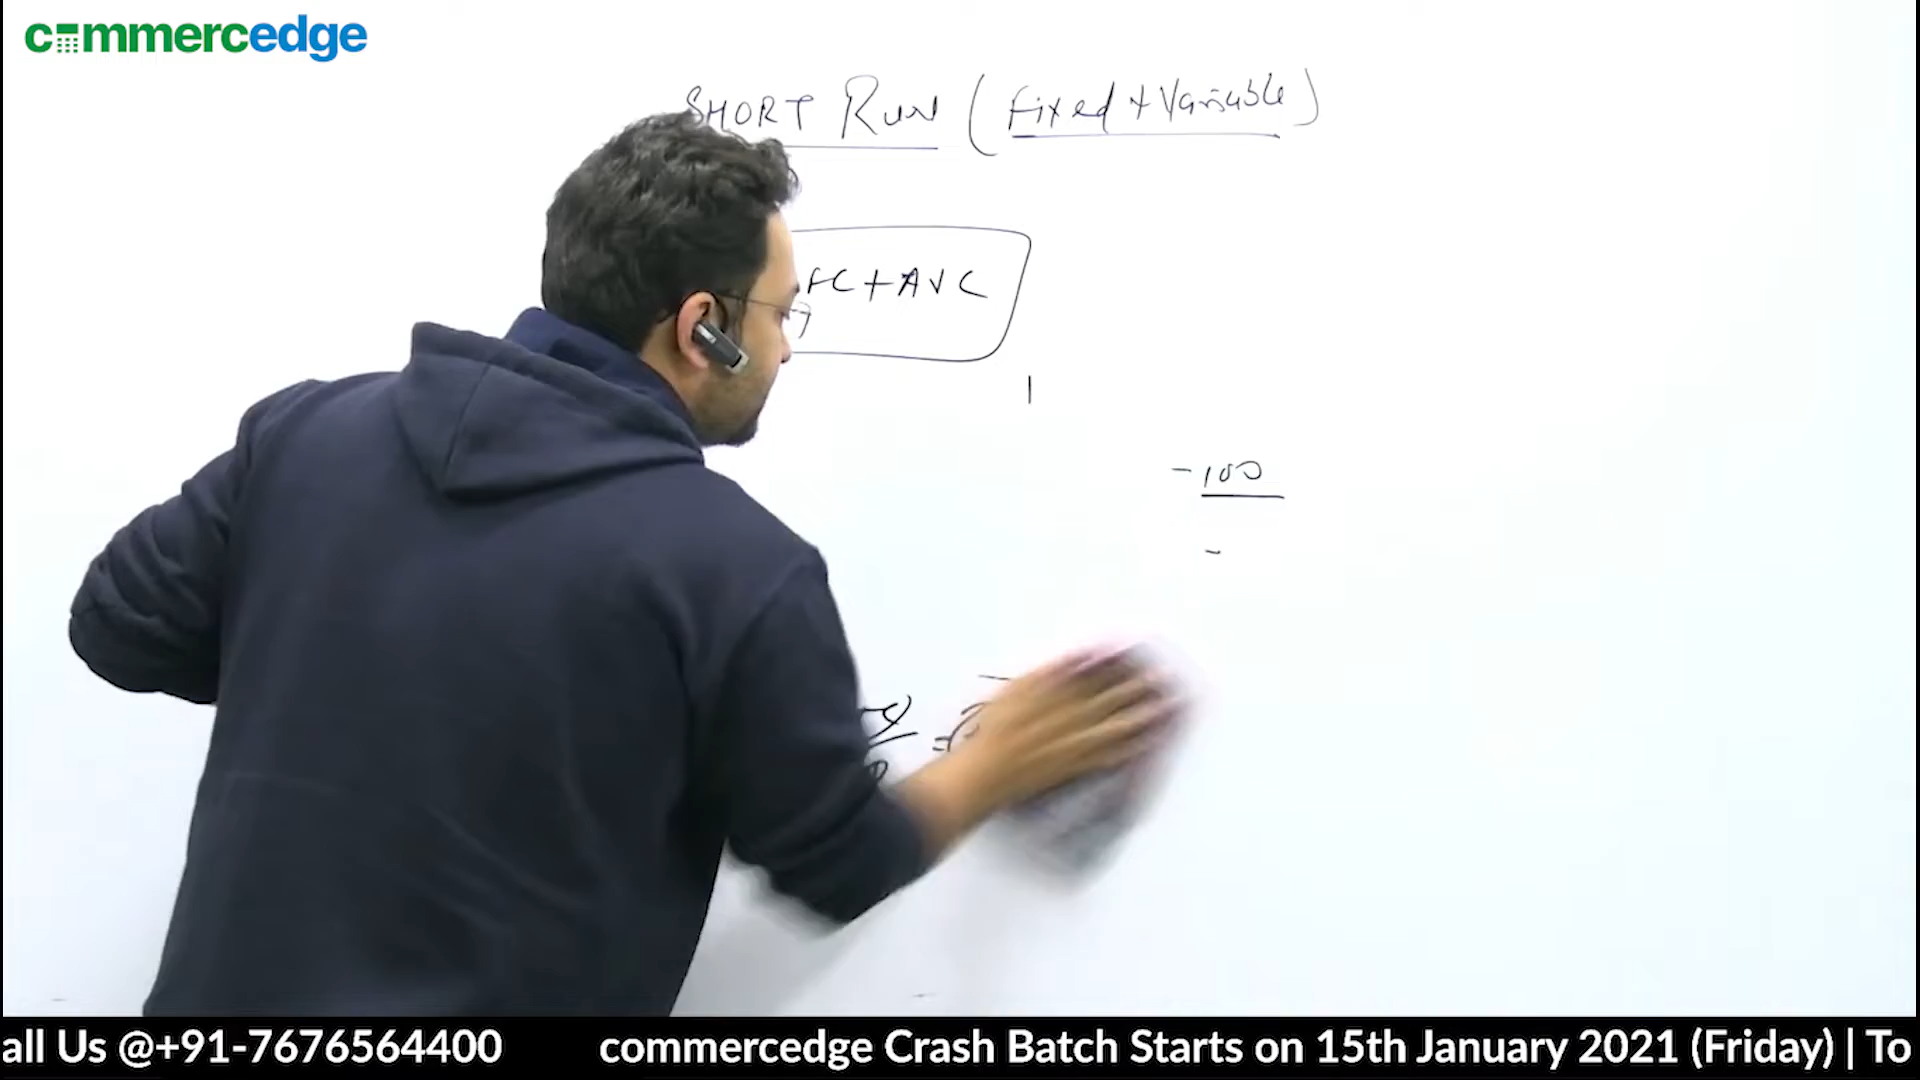 commercedge
SHORT RUN (Fixed + Variable)
FC + AVC
-100
-
all Us @+91-7676564400 commercedge Crash Batch Starts on 15th January 2021 (Friday) | To